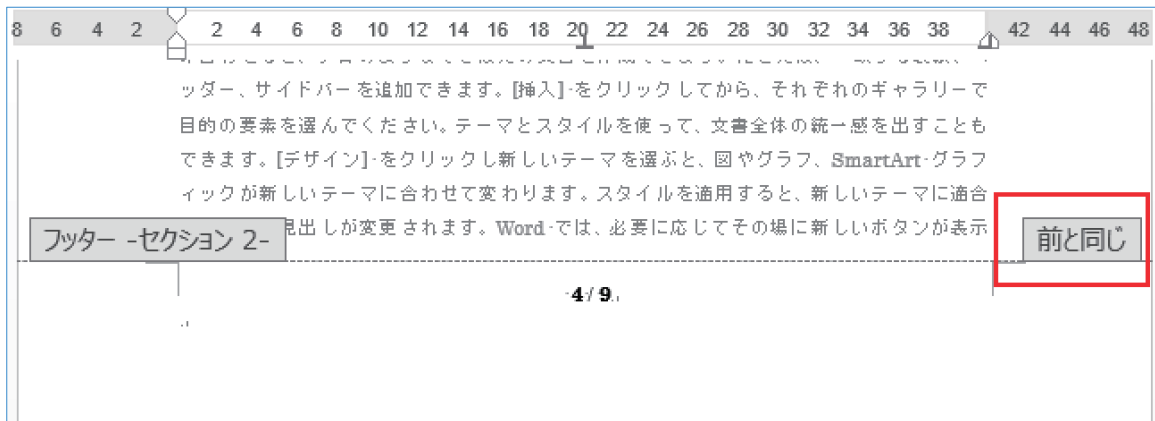 8 6 4 2 2 4 6 8 10 12 14 16 18 20 22 24 26 28 30 32 34 36 38 42 44 46 48
ッダー、サイドバーを追加できます。[挿入]をクリックしてから、それぞれのギャラリーで
目的の要素を選んでください。テーマとスタイルを使って、文書全体の統一感を出すことも
できます。[デザイン]をクリックし新しいテーマを選ぶと、図やグラフ、SmartArt グラフ
ィックが新しいテーマに合わせて変わります。スタイルを適用すると、新しいテーマに適合
見出しが変更されます。Word では、必要に応じてその場に新しいボタンが表示
フッター -セクション 2-
前と同じ
4 / 9